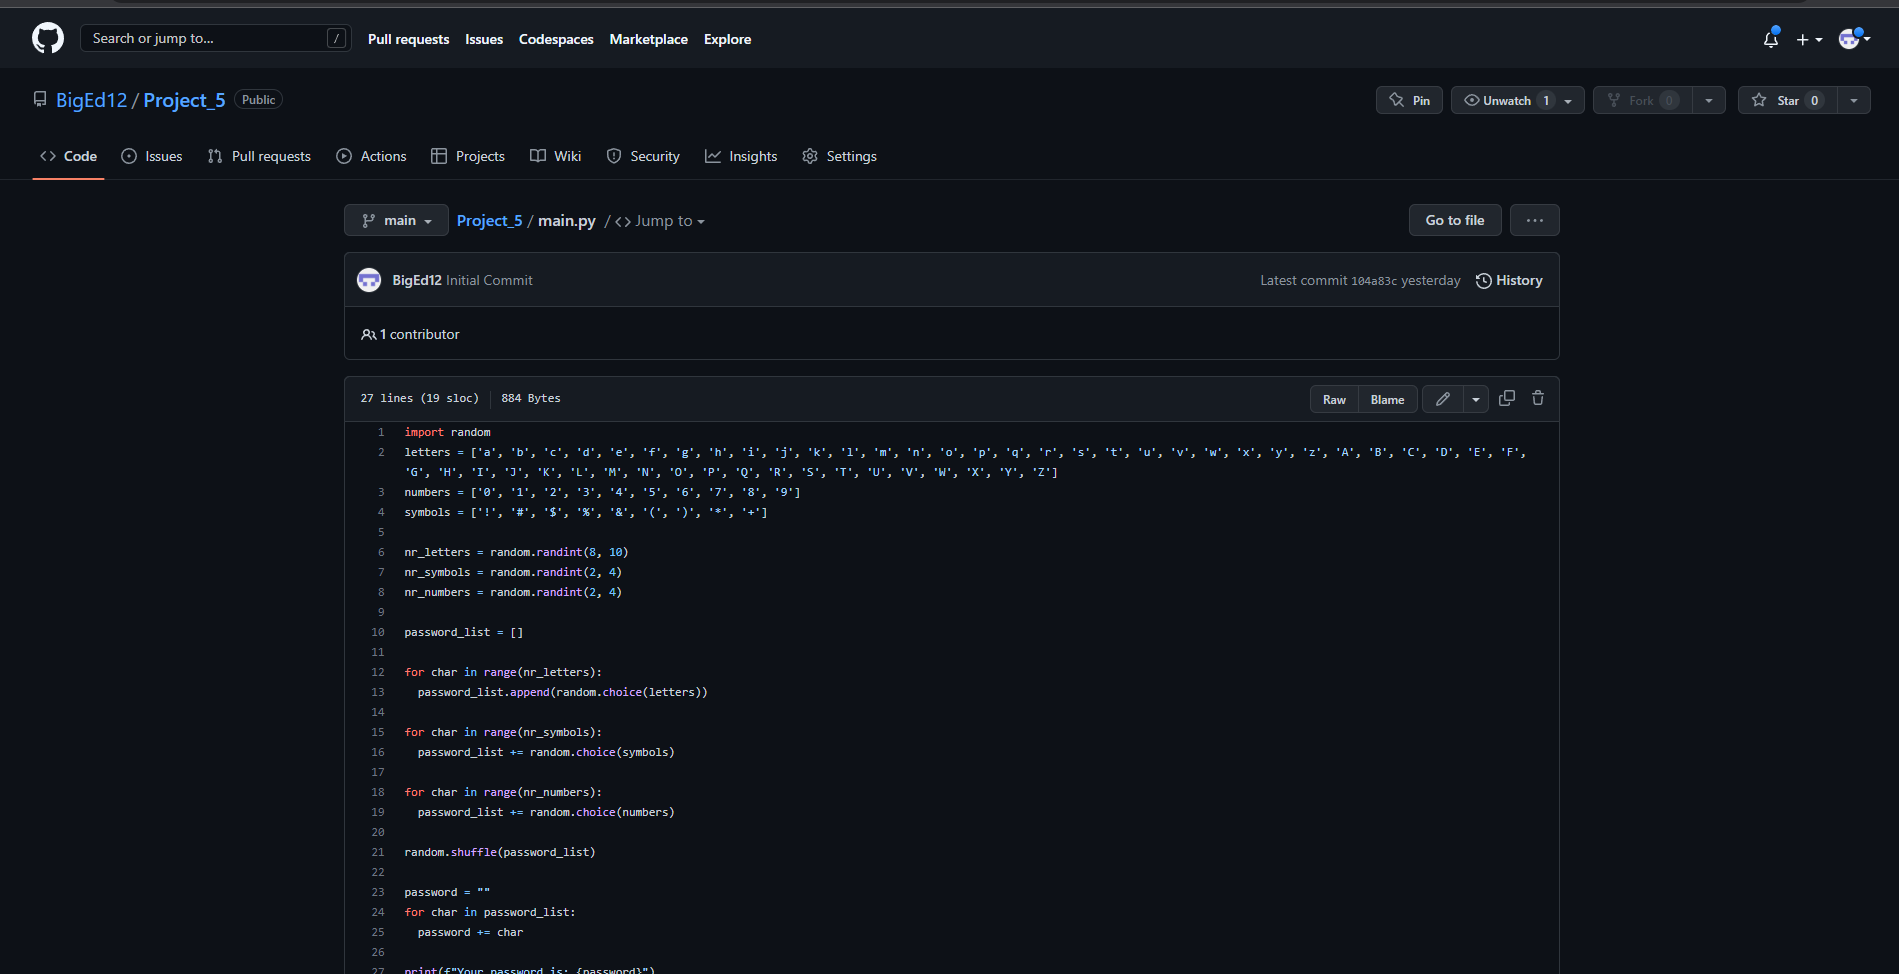 Search or jump to... /
Pull requests Issues Codespaces Marketplace Explore
BigEd12 / Project_5 Public
Pin Unwatch 1 Fork 0 Star 0
Code Issues Pull requests Actions Projects Wiki Security Insights Settings
main Project_5 / main.py / <> Jump to
Go to file ...
BigEd12 Initial Commit
Latest commit 104a83c yesterday History
1 contributor
27 lines (19 sloc) 884 Bytes
Raw Blame
1 import random
2 letters = ['a', 'b', 'c', 'd', 'e', 'f', 'g', 'h', 'i', 'j', 'k', 'l', 'm', 'n', 'o', 'p', 'q', 'r', 's', 't', 'u', 'v', 'w', 'x', 'y', 'z', 'A', 'B', 'C', 'D', 'E', 'F',
'G', 'H', 'I', 'J', 'K', 'L', 'M', 'N', 'O', 'P', 'Q', 'R', 'S', 'T', 'U', 'V', 'W', 'X', 'Y', 'Z']
3 numbers = ['0', '1', '2', '3', '4', '5', '6', '7', '8', '9']
4 symbols = ['!', '#', '$', '%', '&', '(', ')', '*', '+']
5
6 nr_letters = random.randint(8, 10)
7 nr_symbols = random.randint(2, 4)
8 nr_numbers = random.randint(2, 4)
9
10 password_list = []
11
12 for char in range(nr_letters):
13 password_list.append(random.choice(letters))
14
15 for char in range(nr_symbols):
16 password_list += random.choice(symbols)
17
18 for char in range(nr_numbers):
19 password_list += random.choice(numbers)
20
21 random.shuffle(password_list)
22
23 password = ""
24 for char in password_list:
25 password += char
26
27 print(f"Your password is: {password}")